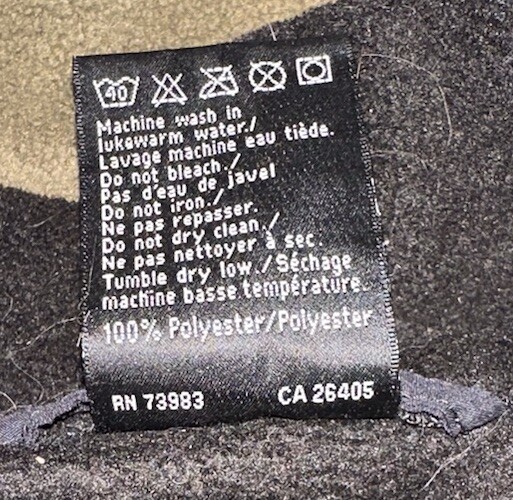 40
Machine wash in
lukewarm water./
Lavage machine eau tiède.
Do not bleach./
Pas d'eau de javel
Do not iron./
Ne pas repasser.
Do not dry clean./
Ne pas nettoyer à sec.
Tumble dry low./Séchage
machine basse température.
100% Polyester/Polyester
RN 73983 CA 26405